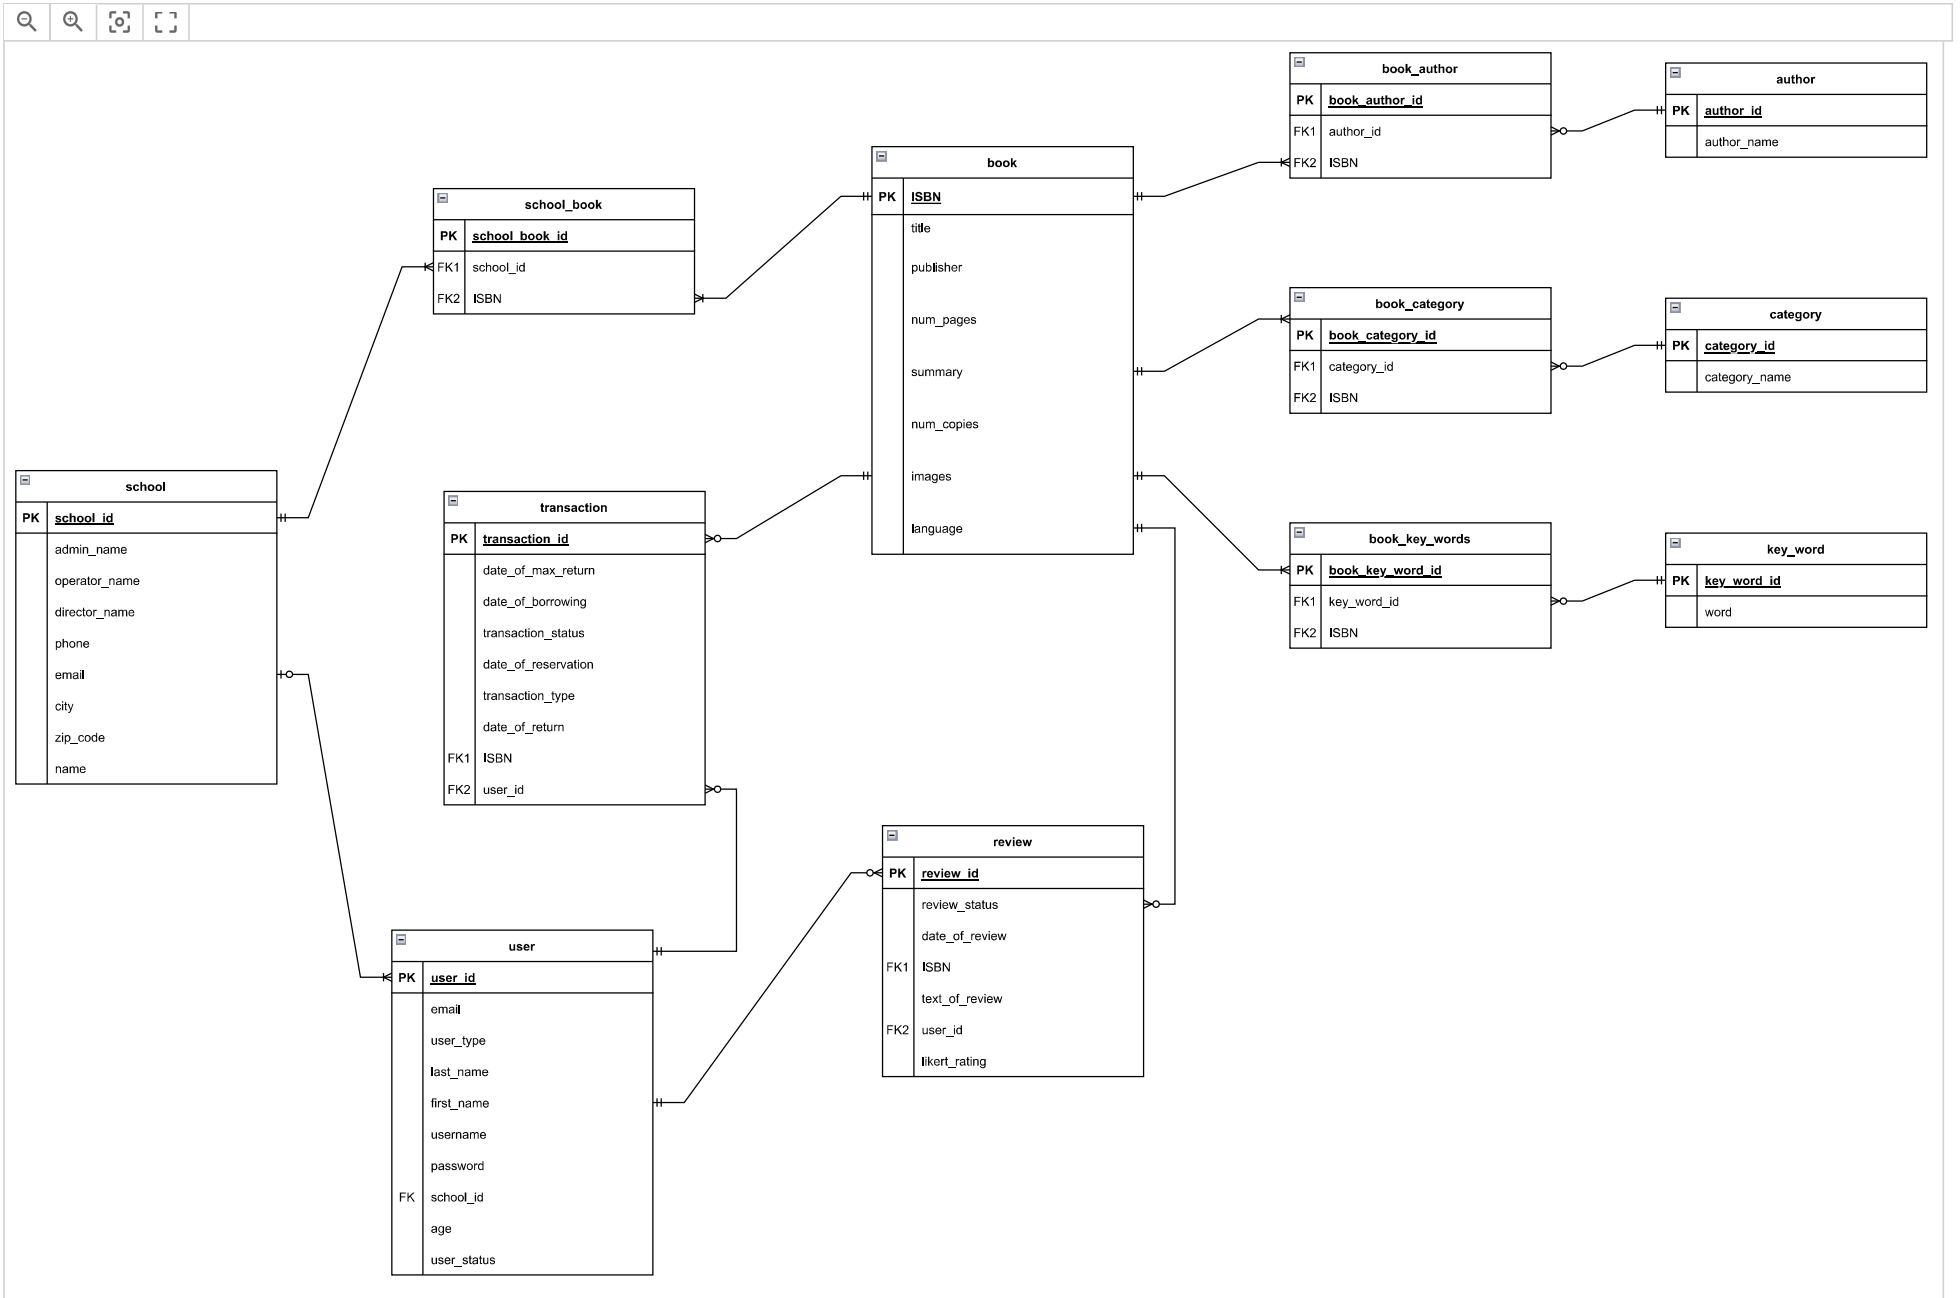 book_author
PK book_author_id
FK1 author_id
FK2 ISBN
author
PK author_id
author_name
book
PK ISBN
title
publisher
num_pages
summary
num_copies
images
language
school_book
PK school_book_id
FK1 school_id
FK2 ISBN
book_category
PK book_category_id
FK1 category_id
FK2 ISBN
category
PK category_id
category_name
school
PK school_id
admin_name
operator_name
director_name
phone
email
city
zip_code
name
transaction
PK transaction_id
date_of_max_return
date_of_borrowing
transaction_status
date_of_reservation
transaction_type
date_of_return
FK1 ISBN
FK2 user_id
book_key_words
PK book_key_word_id
FK1 key_word_id
FK2 ISBN
key_word
PK key_word_id
word
review
PK review_id
review_status
date_of_review
FK1 ISBN
text_of_review
FK2 user_id
likert_rating
user
PK user_id
email
user_type
last_name
first_name
username
password
FK school_id
age
user_status